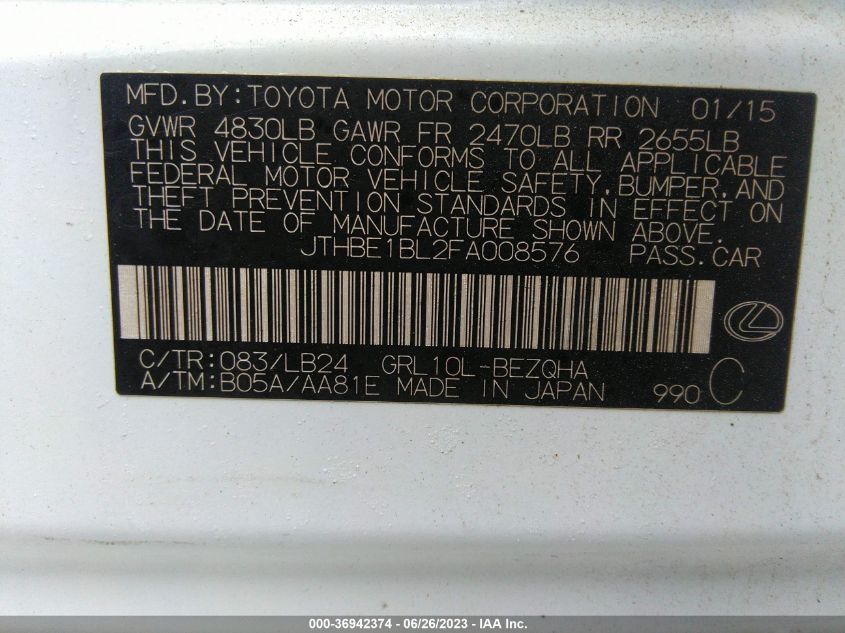 MFD.BY:TOYOTA MOTOR CORPORATION 01/15
GVWR 4830LB GAWR FR 2470LB RR 2655LB
THIS VEHICLE CONFORMS TO ALL APPLICABLE
FEDERAL MOTOR VEHICLE SAFETY,BUMPER,AND
THEFT PREVENTION STANDARDS IN EFFECT ON
THE DATE OF MANUFACTURE SHOWN ABOVE.
JTHBE1BL2FA008576 PASS.CAR
C/TR:083/LB24 GRL10L-BEZQHA
A/TM:B05A/AA81E MADE IN JAPAN 990 C
000-36942374 - 06/26/2023 - IAA Inc.